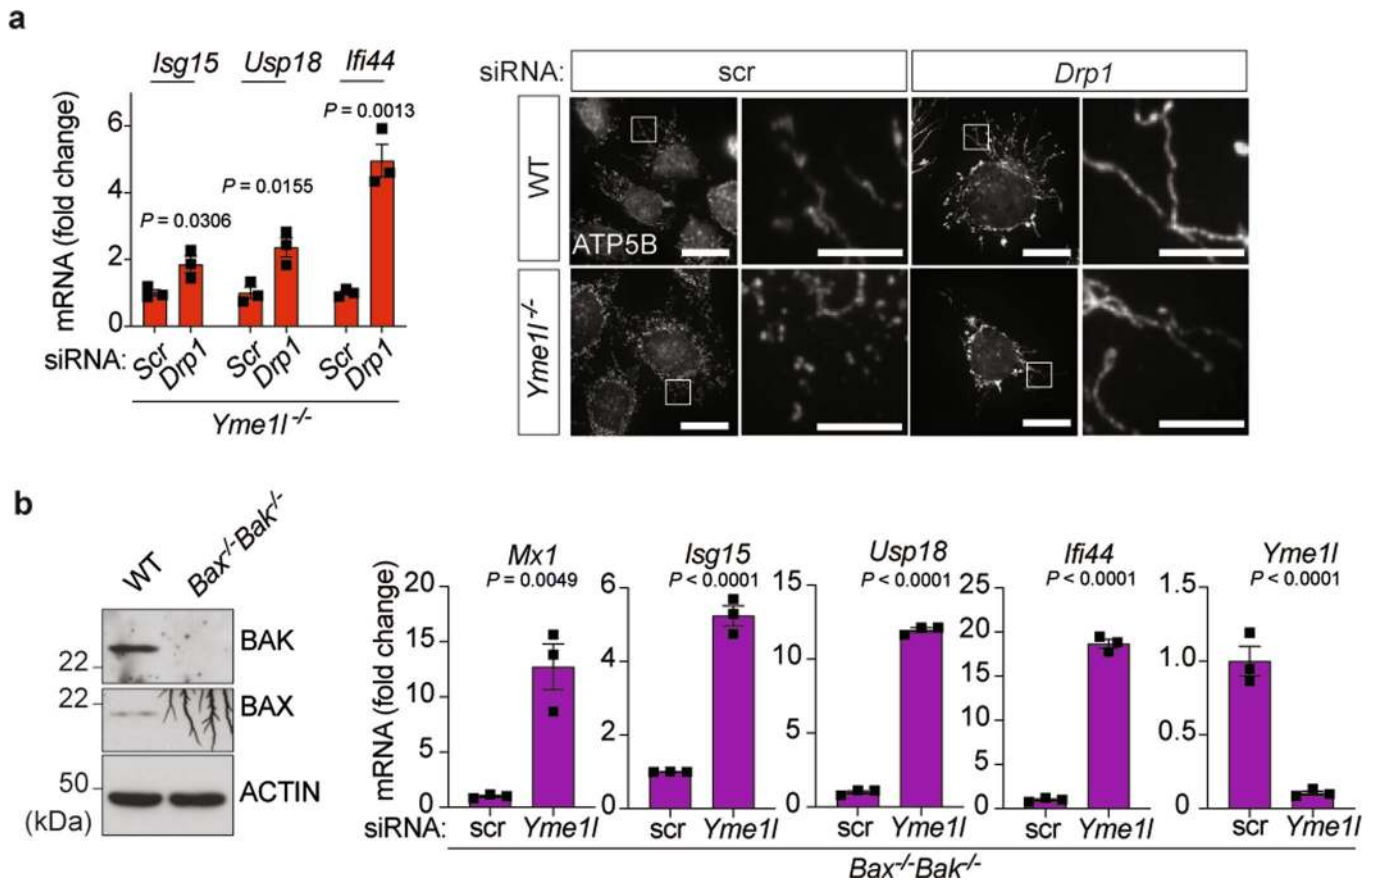 a
Isg15 Usp18 Ifi44
mRNA (fold change)
6
4
2
0
P = 0.0306
P = 0.0155
P = 0.0013
siRNA: Scr Drp1 Scr Drp1 Scr Drp1
Yme1l -/-
siRNA: scr Drp1
WT
ATP5B
Yme1l-/-
b
WT Bax-/-Bak-/-
BAK
22
22
BAX
50
ACTIN
(kDa)
mRNA (fold change)
Mx1
P = 0.0049
20
15
10
5
0
Isg15
P < 0.0001
6
4
2
0
Usp18
P < 0.0001
15
10
5
0
Ifi44
P < 0.0001
25
20
15
10
5
0
Yme1l
P < 0.0001
1.5
1.0
0.5
0
siRNA: scr Yme1l scr Yme1l scr Yme1l scr Yme1l scr Yme1l
Bax-/-Bak-/-